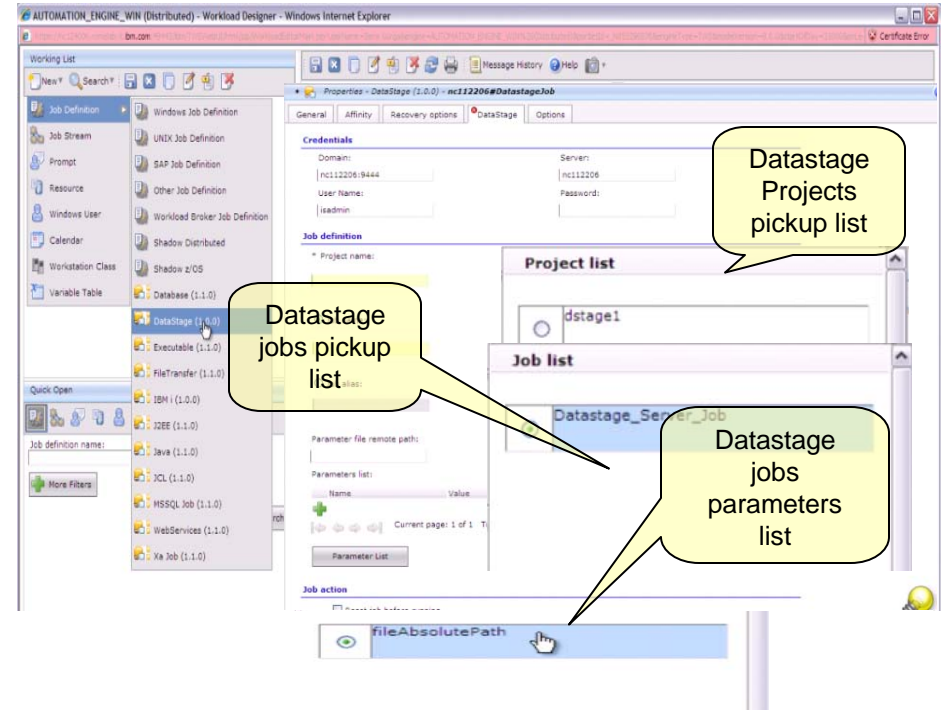 AUTOMATION_ENGINE_WIN (Distributed) - Workload Designer - Windows Internet Explorer
ibm.com
Certificate Error
Working List
New Search
Message History Help
Properties - DataStage (1.0.0) - nc112206#DatastageJob
General Affinity Recovery options DataStage Options
Job Definition
Job Stream
Prompt
Resource
Windows User
Calendar
Workstation Class
Variable Table
Windows Job Definition
UNIX Job Definition
SAP Job Definition
Other Job Definition
Workload Broker Job Definition
Shadow Distributed
Shadow z/OS
Database (1.1.0)
DataStage (1.0.0)
Executable (1.1.0)
FileTransfer (1.1.0)
IBM i (1.0.0)
J2EE (1.1.0)
Java (1.1.0)
JCL (1.1.0)
MSSQL Job (1.1.0)
WebServices (1.1.0)
Xa Job (1.1.0)
Quick Open
Job definition name:
More Filters
Credentials
Domain:
nc112206:9444
Server:
nc112206
User Name:
isadmin
Password:
Job definition
* Project name:
alias:
Parameter file remote path:
Parameters list:
Name Value
Current page: 1 of 1
Parameter List
Job action
Reset job before running
Datastage
Projects
pickup list
Project list
dstage1
Datastage
jobs pickup
list
Job list
Datastage_Server_Job
Datastage
jobs
parameters
list
fileAbsolutePath